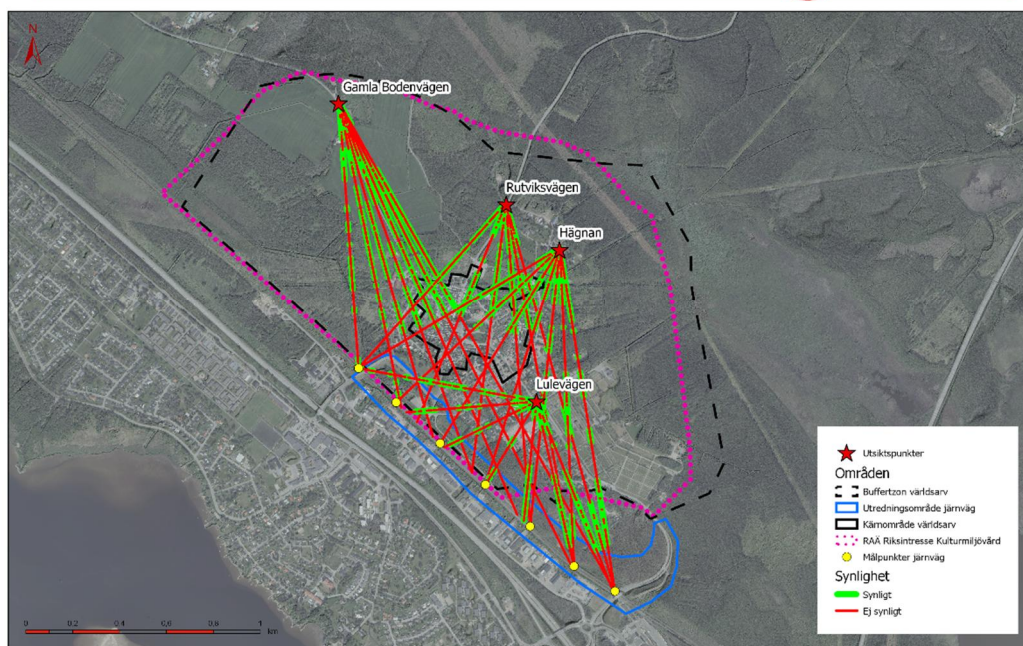 N
Gamla Bodenvägen
Rutviksvägen
Hägnan
Lulevägen
Utsiktspunkter
Områden
Buffertzon världsarv
Utredningsområde järnväg
Kärnområde världsarv
RAÄ Riksintresse Kulturmiljövård
Målpunkter järnväg
Synlighet
Synligt
Ej synligt
0 0.2 0.4 0.6 0.8 1
km